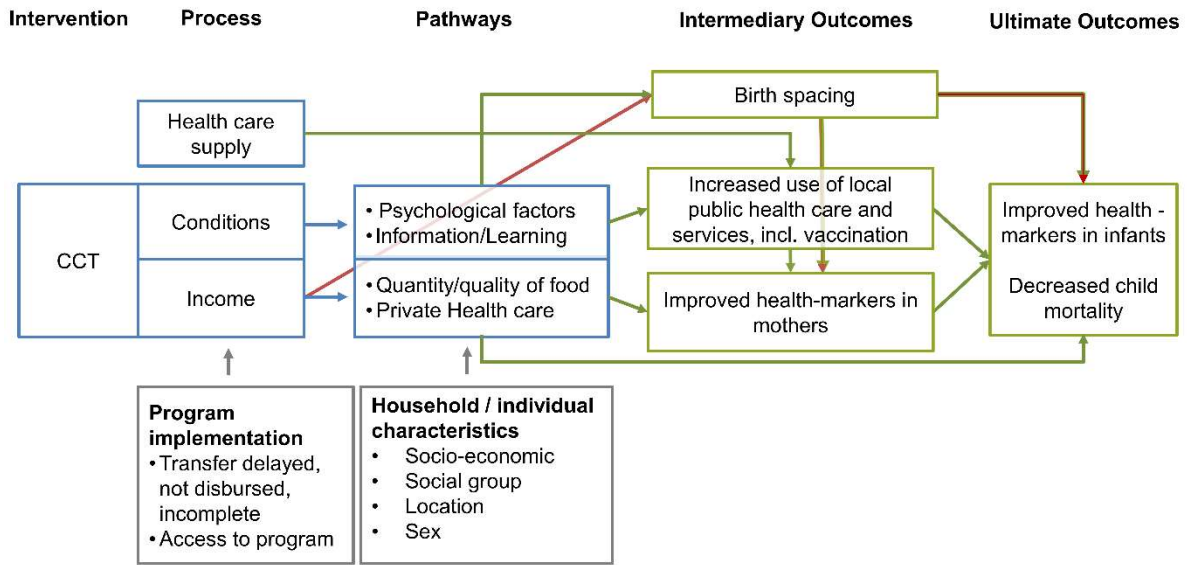 Intervention
Process
Pathways
Intermediary Outcomes
Ultimate Outcomes
Health care
supply
Birth spacing
CCT
Conditions
Income
• Psychological factors
• Information/Learning
• Quantity/quality of food
• Private Health care
Increased use of local
public health care and
services, incl. vaccination
Improved health-markers in
mothers
Improved health -
markers in infants
Decreased child
mortality
Program
implementation
• Transfer delayed,
not disbursed,
incomplete
• Access to program
Household / individual
characteristics
• Socio-economic
• Social group
• Location
• Sex